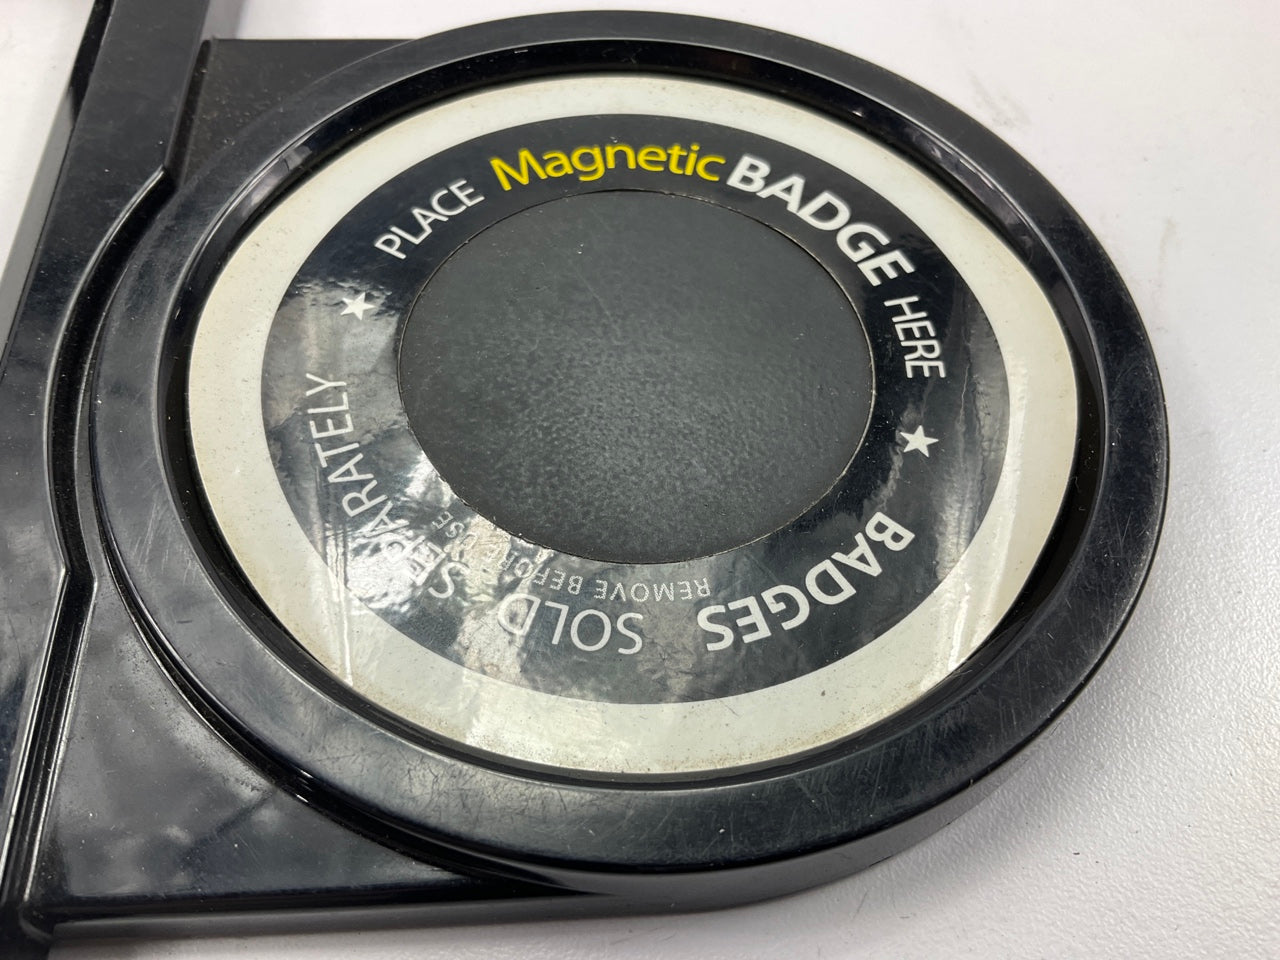 PLACE Magnetic BADGE HERE
BADGES SOLD SEPARATELY
REMOVE BEFORE USE